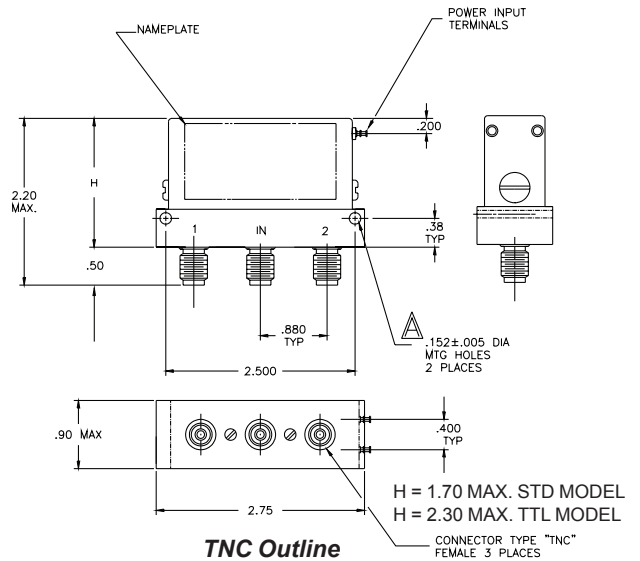 POWER INPUT
TERMINALS
NAMEPLATE
.200
2.20
MAX.
H
.38
TYP
1
IN
2
.50
.880
TYP
A
.152±.005 DIA
MTG HOLES
2 PLACES
2.500
.90 MAX
.400
TYP
2.75
H = 1.70 MAX. STD MODEL
H = 2.30 MAX. TTL MODEL
CONNECTOR TYPE "TNC"
FEMALE 3 PLACES
TNC Outline